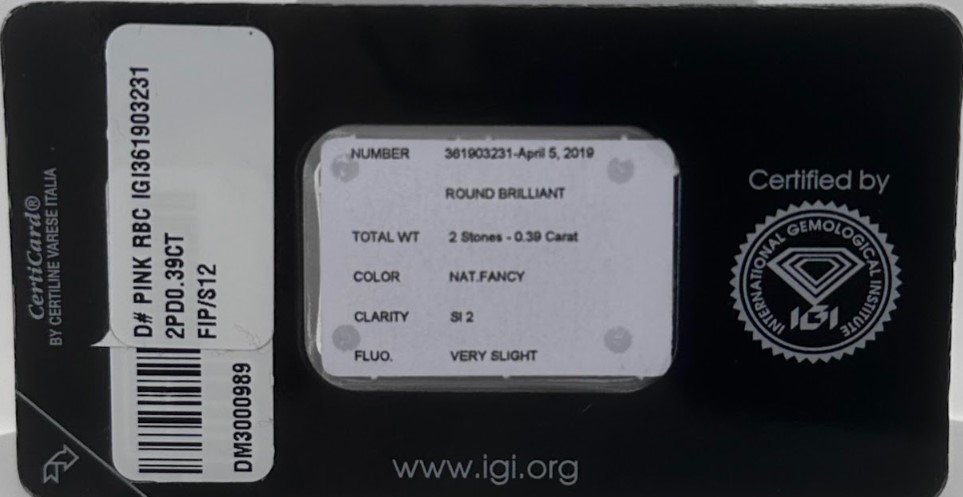 CertiCard®
BY CERTILINE VARESE ITALIA
D# PINK RBC IGI361903231
2PD0.39CT
FIP/S12
DM3000989
NUMBER 361903231-April 5, 2019
ROUND BRILLIANT
TOTAL WT 2 Stones - 0.39 Carat
COLOR NAT.FANCY
CLARITY SI 2
FLUO. VERY SLIGHT
Certified by
INTERNATIONAL GEMOLOGICAL INSTITUTE
IGI
www.igi.org